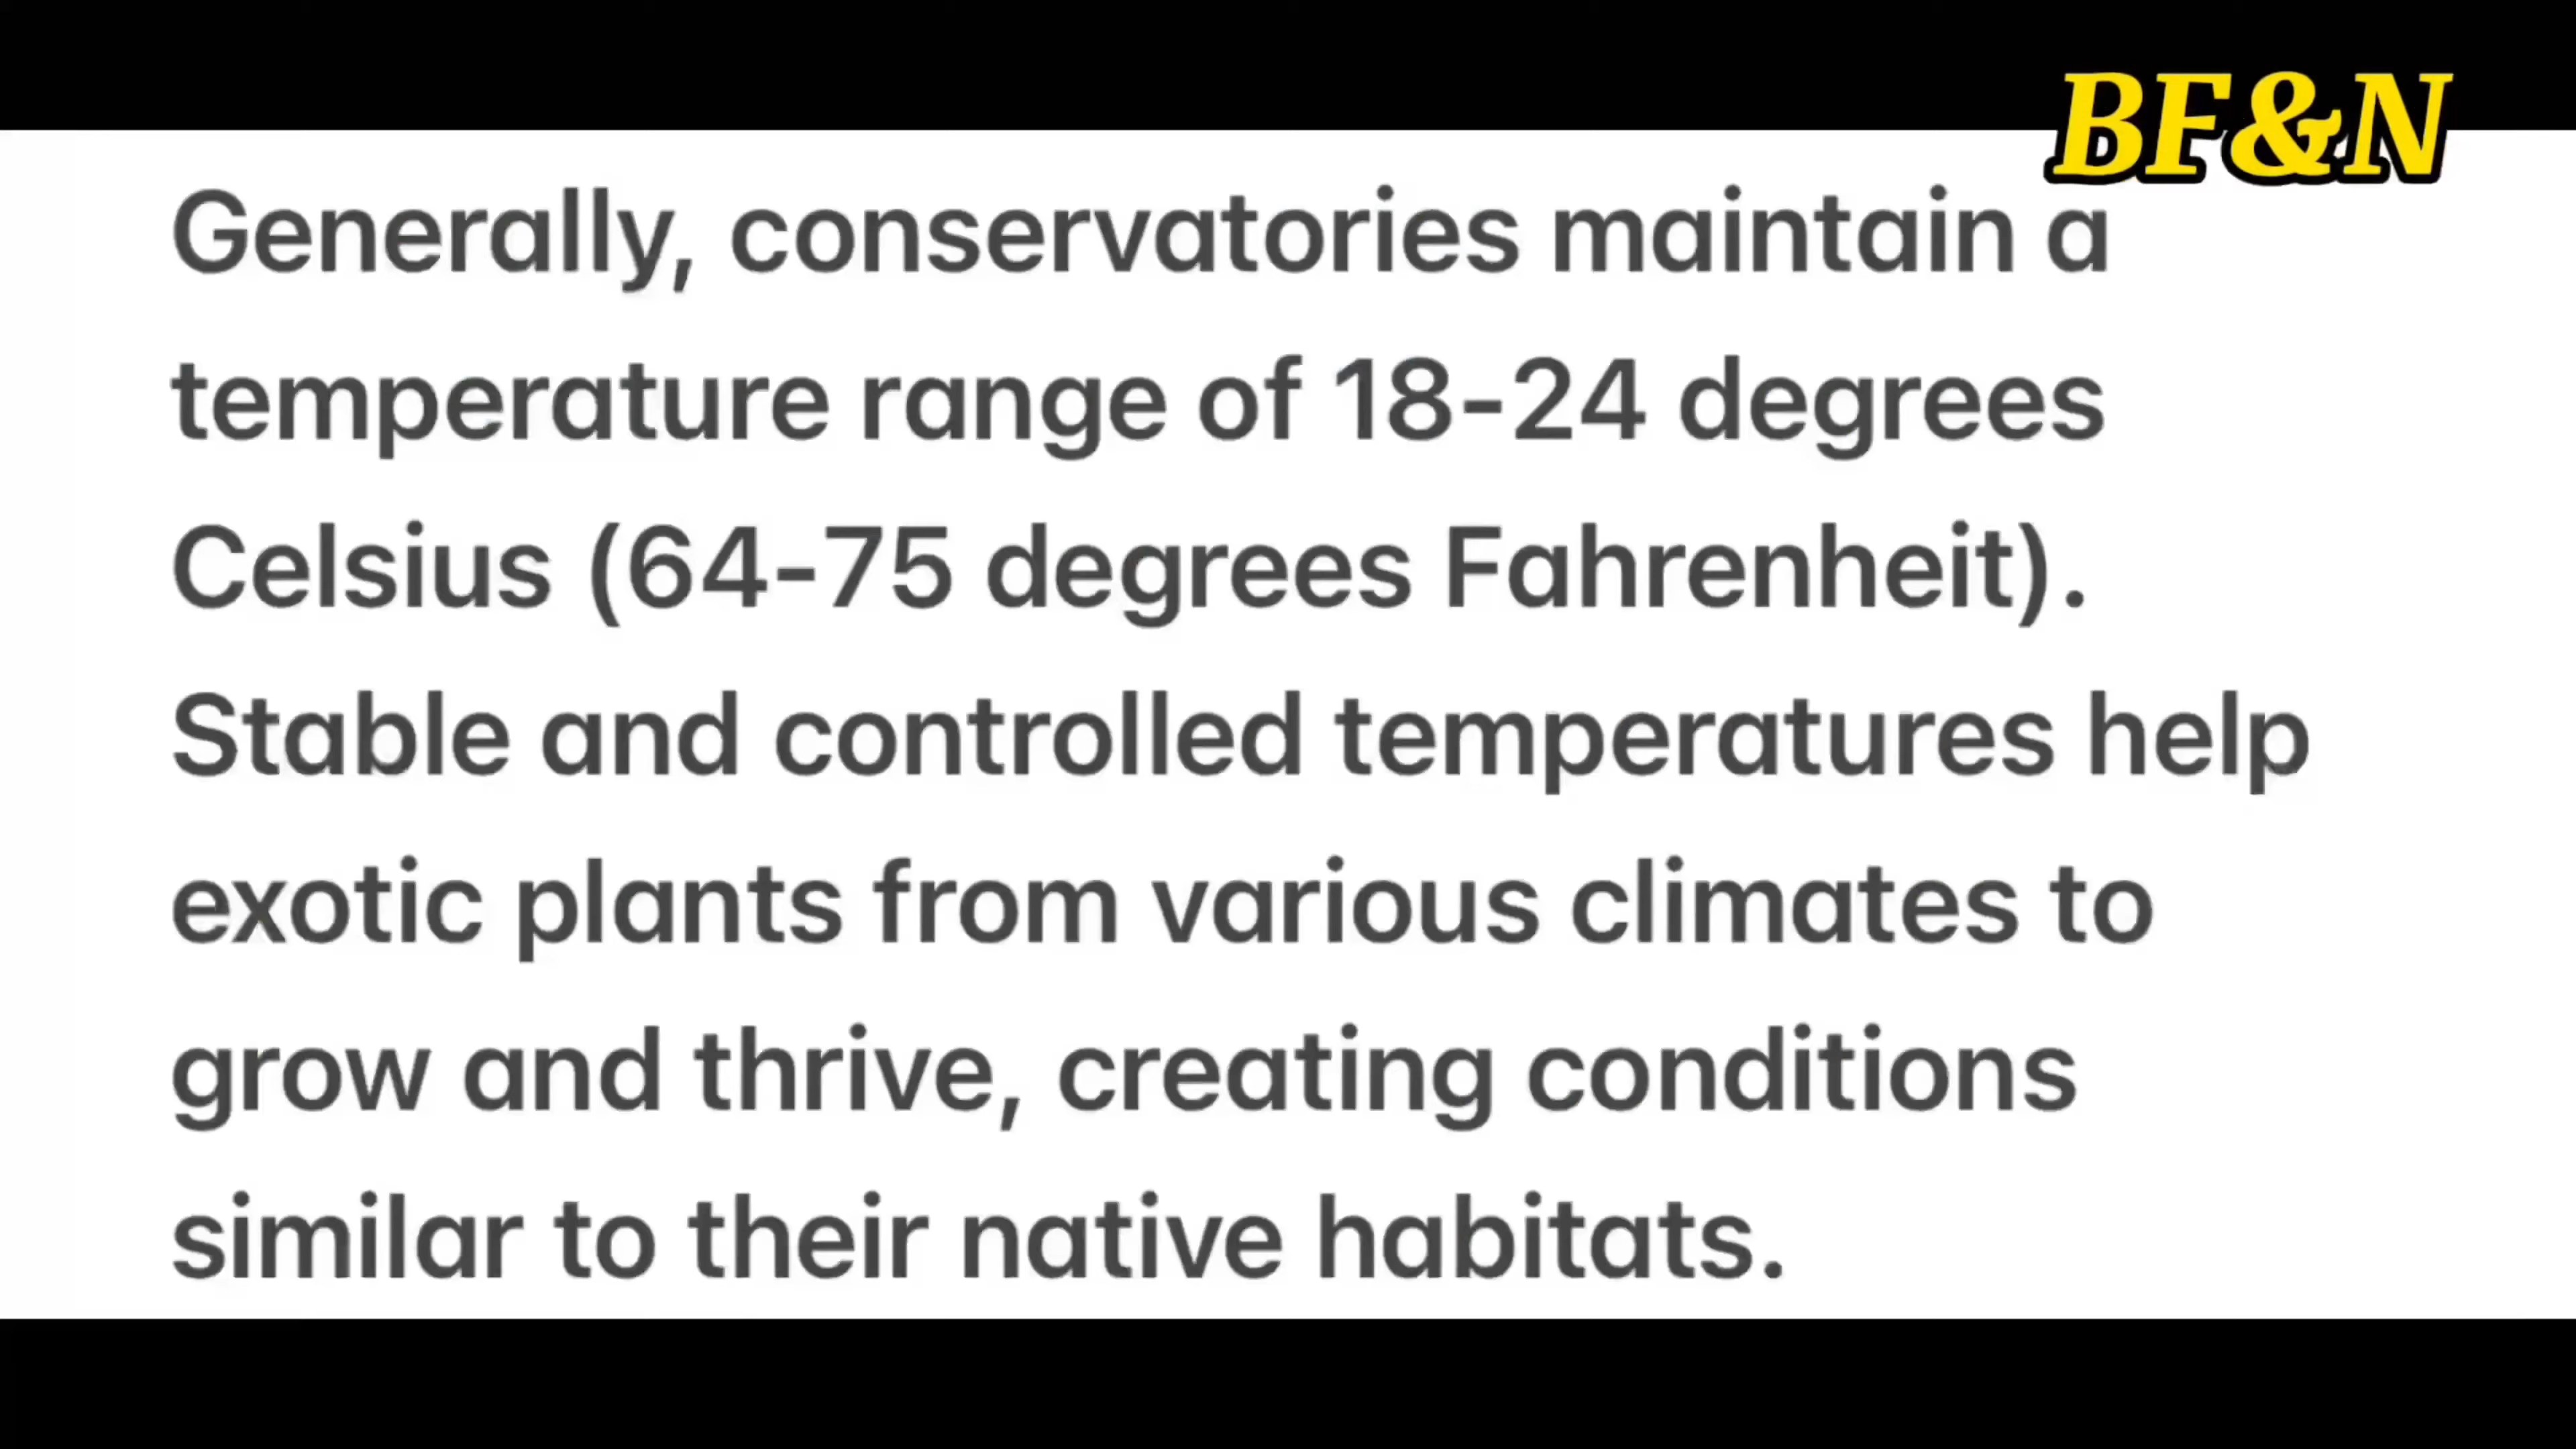 BF&N
Generally, conservatories maintain a
temperature range of 18-24 degrees
Celsius (64-75 degrees Fahrenheit).
Stable and controlled temperatures help
exotic plants from various climates to
grow and thrive, creating conditions
similar to their native habitats.